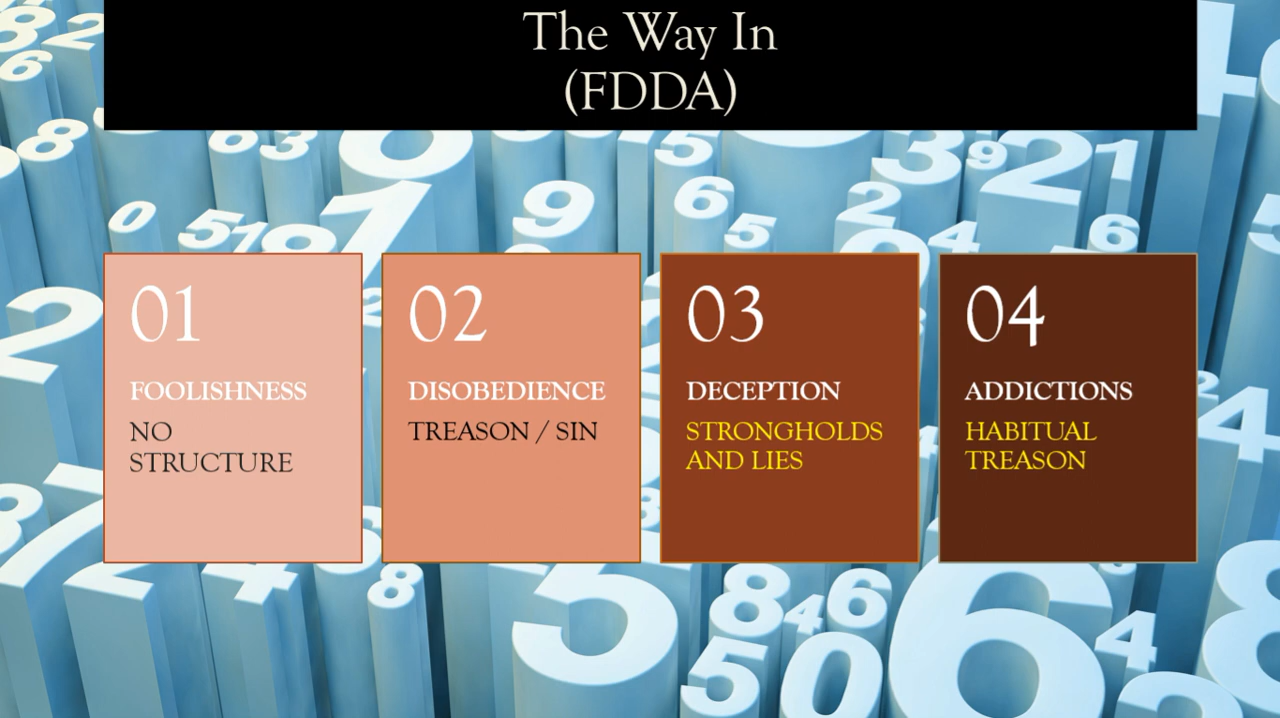 The Way In
(FDDA)
01
FOOLISHNESS
NO
STRUCTURE
02
DISOBEDIENCE
TREASON / SIN
03
DECEPTION
STRONGHOLDS
AND LIES
04
ADDICTIONS
HABITUAL
TREASON